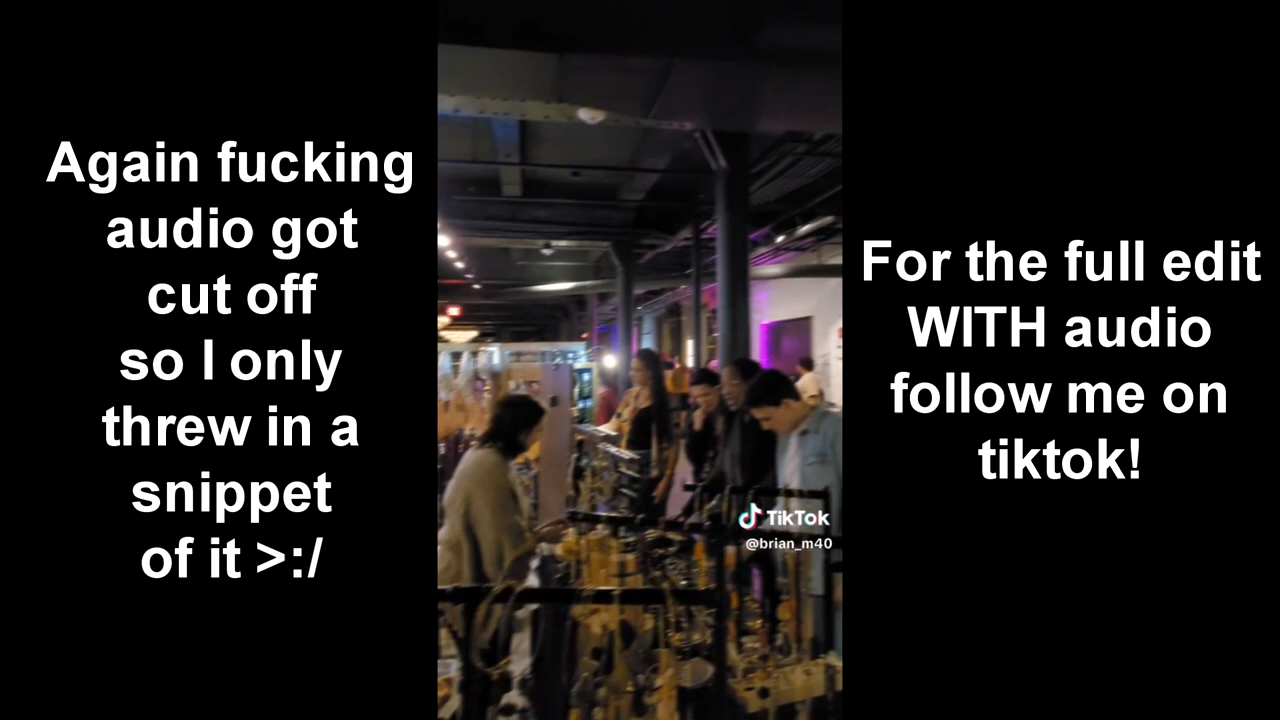 Again fucking
audio got
cut off
so I only
threw in a
snippet
of it >:/
For the full edit
WITH audio
follow me on
tiktok!
TikTok
@brian_m40